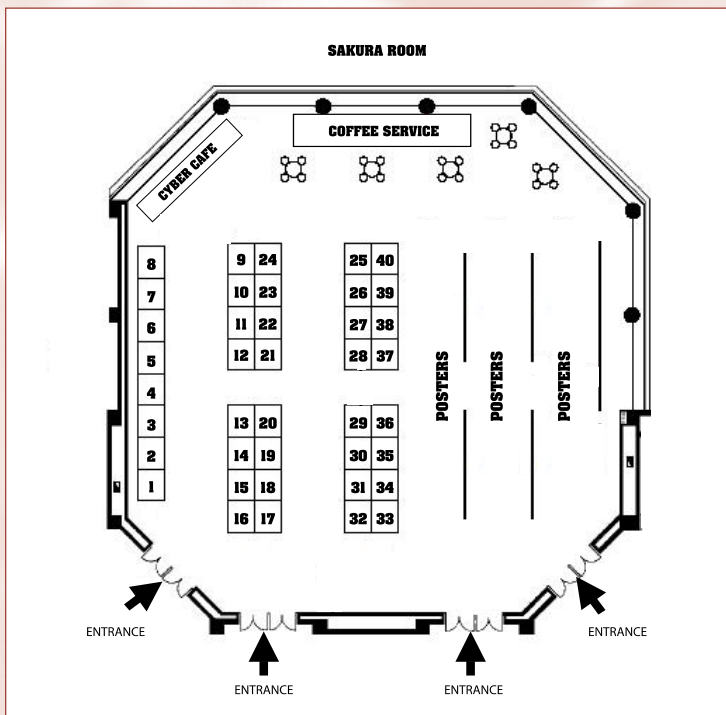 SAKURA ROOM
COFFEE SERVICE
CYBER CAFE
8
7
6
5
4
3
2
1
9 24
10 23
11 22
12 21
13 20
14 19
15 18
16 17
25 40
26 39
27 38
28 37
29 36
30 35
31 34
32 33
POSTERS
POSTERS
POSTERS
ENTRANCE
ENTRANCE
ENTRANCE
ENTRANCE